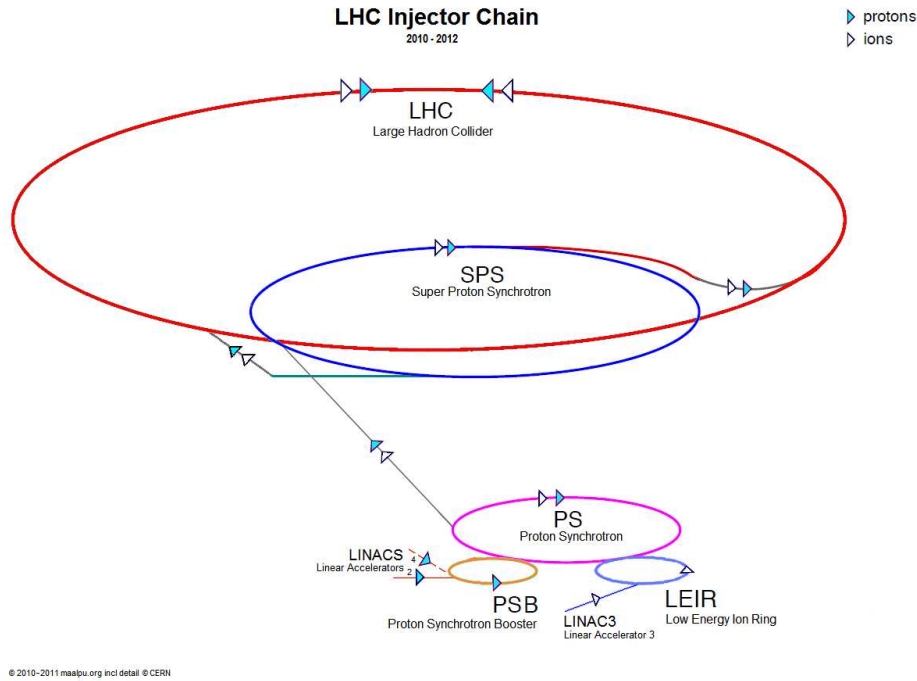 LHC Injector Chain
2010 - 2012
protons
ions
LHC
Large Hadron Collider
SPS
Super Proton Synchrotron
PS
Proton Synchrotron
LINACS
Linear Accelerators
4
2
PSB
Proton Synchrotron Booster
LINAC3
Linear Accelerator 3
LEIR
Low Energy Ion Ring
© 2010-2011 maalpu.org incl detail © CERN